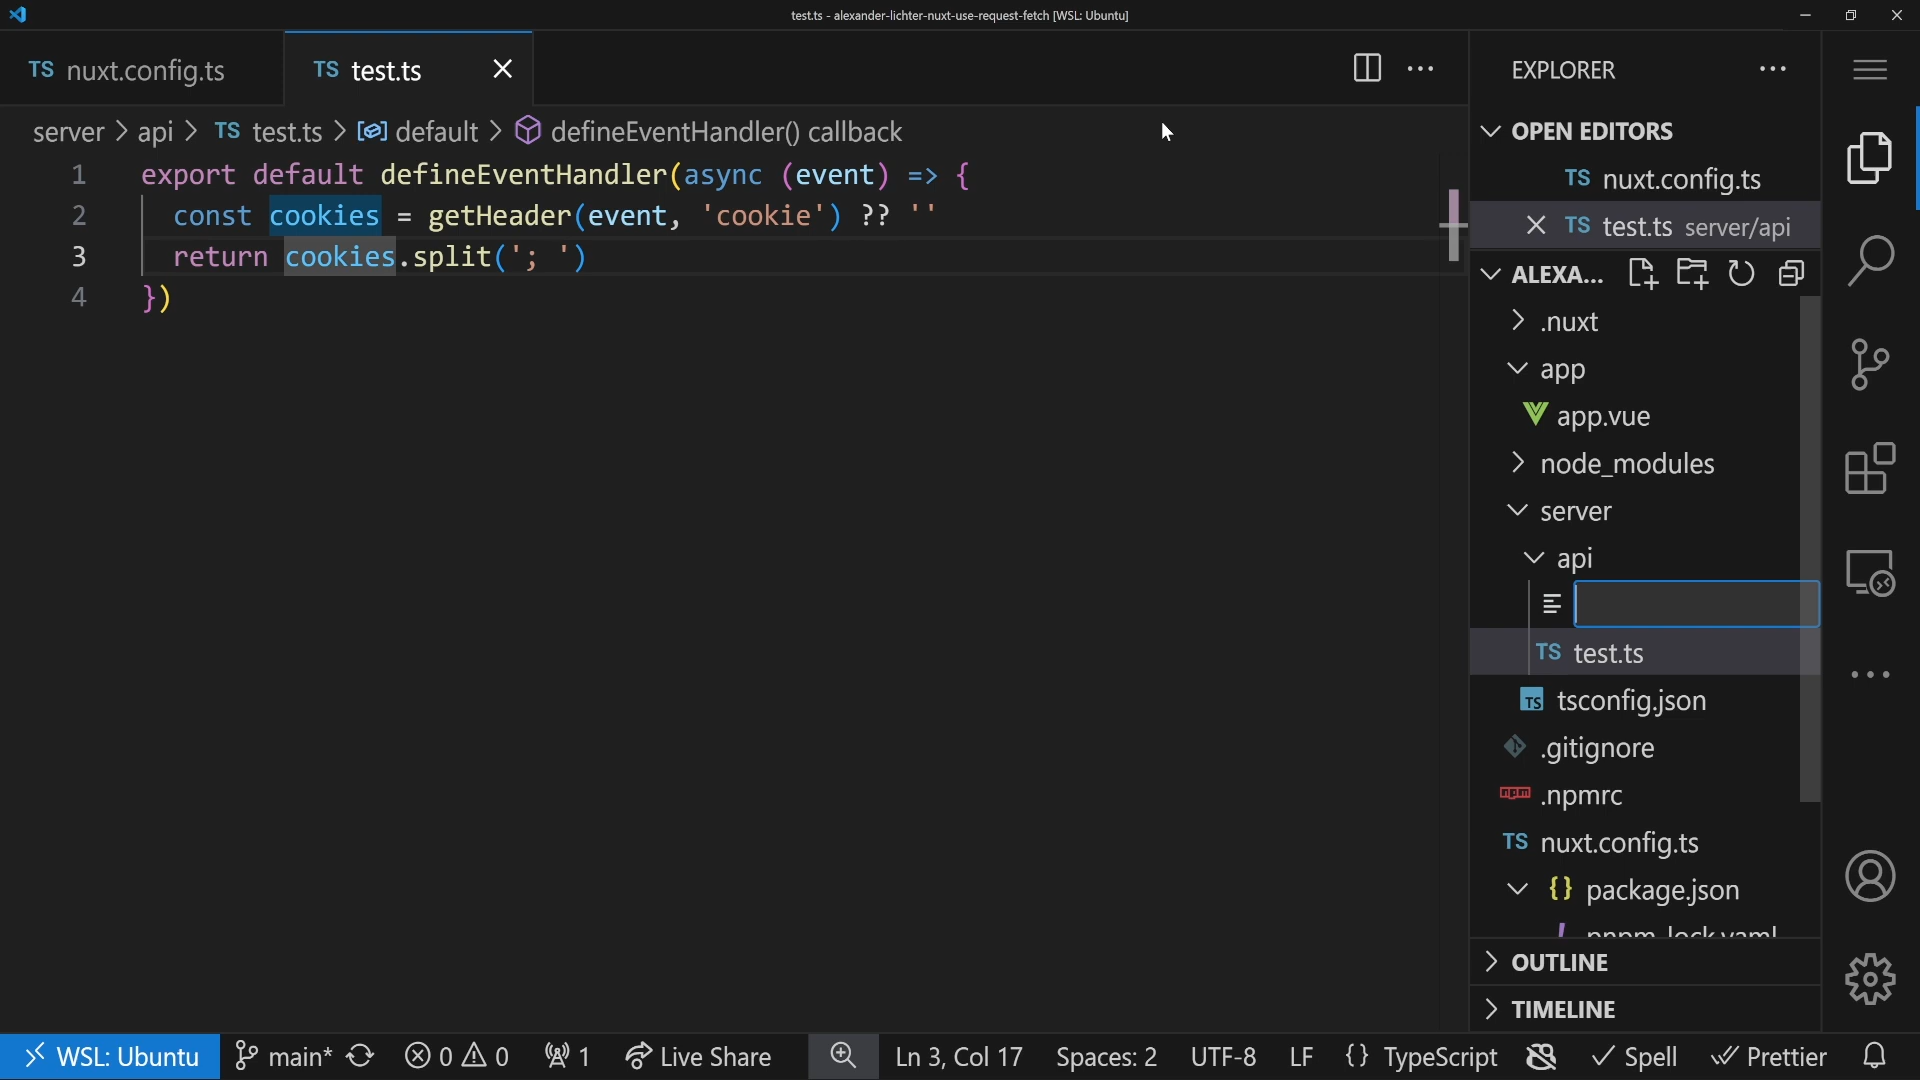 test.ts - alexander-lichter-nuxt-use-request-fetch [WSL: Ubuntu]
TS nuxt.config.ts
TS test.ts
server > api > TS test.ts > default > defineEventHandler() callback
1 export default defineEventHandler(async (event) => {
2 const cookies = getHeader(event, 'cookie') ?? ''
3 return cookies.split('; ')
4 })
EXPLORER
OPEN EDITORS
TS nuxt.config.ts
TS test.ts server/api
ALEXA...
.nuxt
app
app.vue
node_modules
server
api
TS test.ts
TS tsconfig.json
.gitignore
npm .npmrc
TS nuxt.config.ts
{} package.json
! pnpm-lock.yaml
OUTLINE
TIMELINE
WSL: Ubuntu main* 0 0 1 Live Share Ln 3, Col 17 Spaces: 2 UTF-8 LF {} TypeScript Spell Prettier